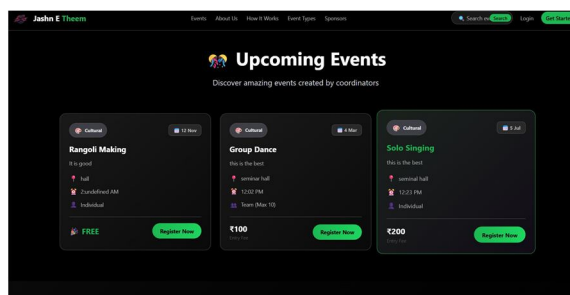 Jashn E Theem
Events About Us How It Works Event Types Sponsors
Search Login Get Starte
Upcoming Events
Discover amazing events created by coordinators
Cultural 12 Nov
Rangoli Making
It is good
hall
2:undefined AM
Individual
FREE Register Now
Cultural 4 Mar
Group Dance
this is the best
seminar hall
12:02 PM
Team (Max 10)
₹100 Register Now
Entry Fee
Cultural 5 Jul
Solo Singing
this is the best
seminal hall
12:23 PM
Individual
₹200 Register Now
Entry Fee